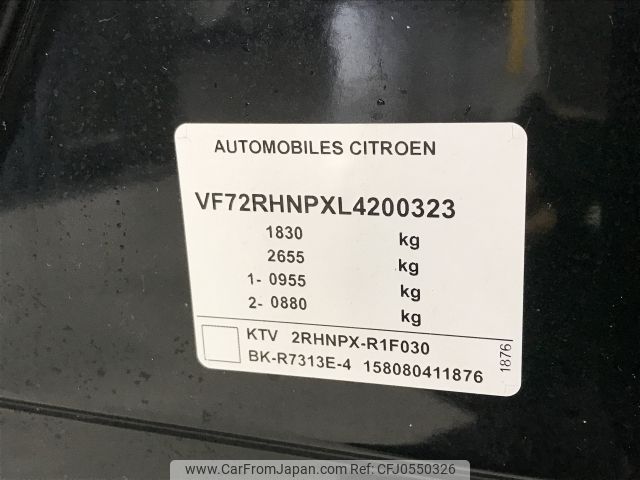 AUTOMOBILES CITROEN
VF72RHNPXL4200323
1830 kg
2655 kg
1- 0955 kg
2- 0880 kg
KTV 2RHNPX-R1F030
BK-R7313E-4 158080411876
1876
www.CarFromJapan.com REF No:CFJ0550326